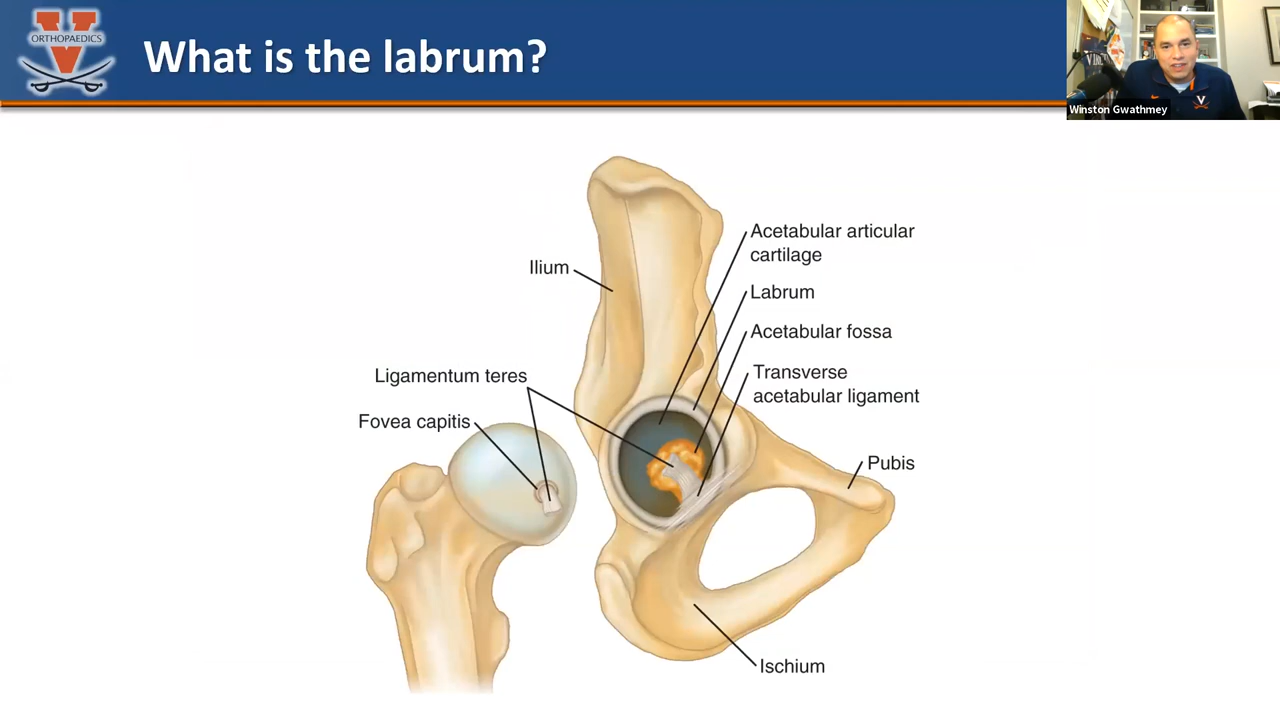 ORTHOPAEDICS
What is the labrum?
Winston Gwathmey
Acetabular articular
cartilage
Ilium
Labrum
Acetabular fossa
Ligamentum teres
Transverse
acetabular ligament
Fovea capitis
Pubis
Ischium